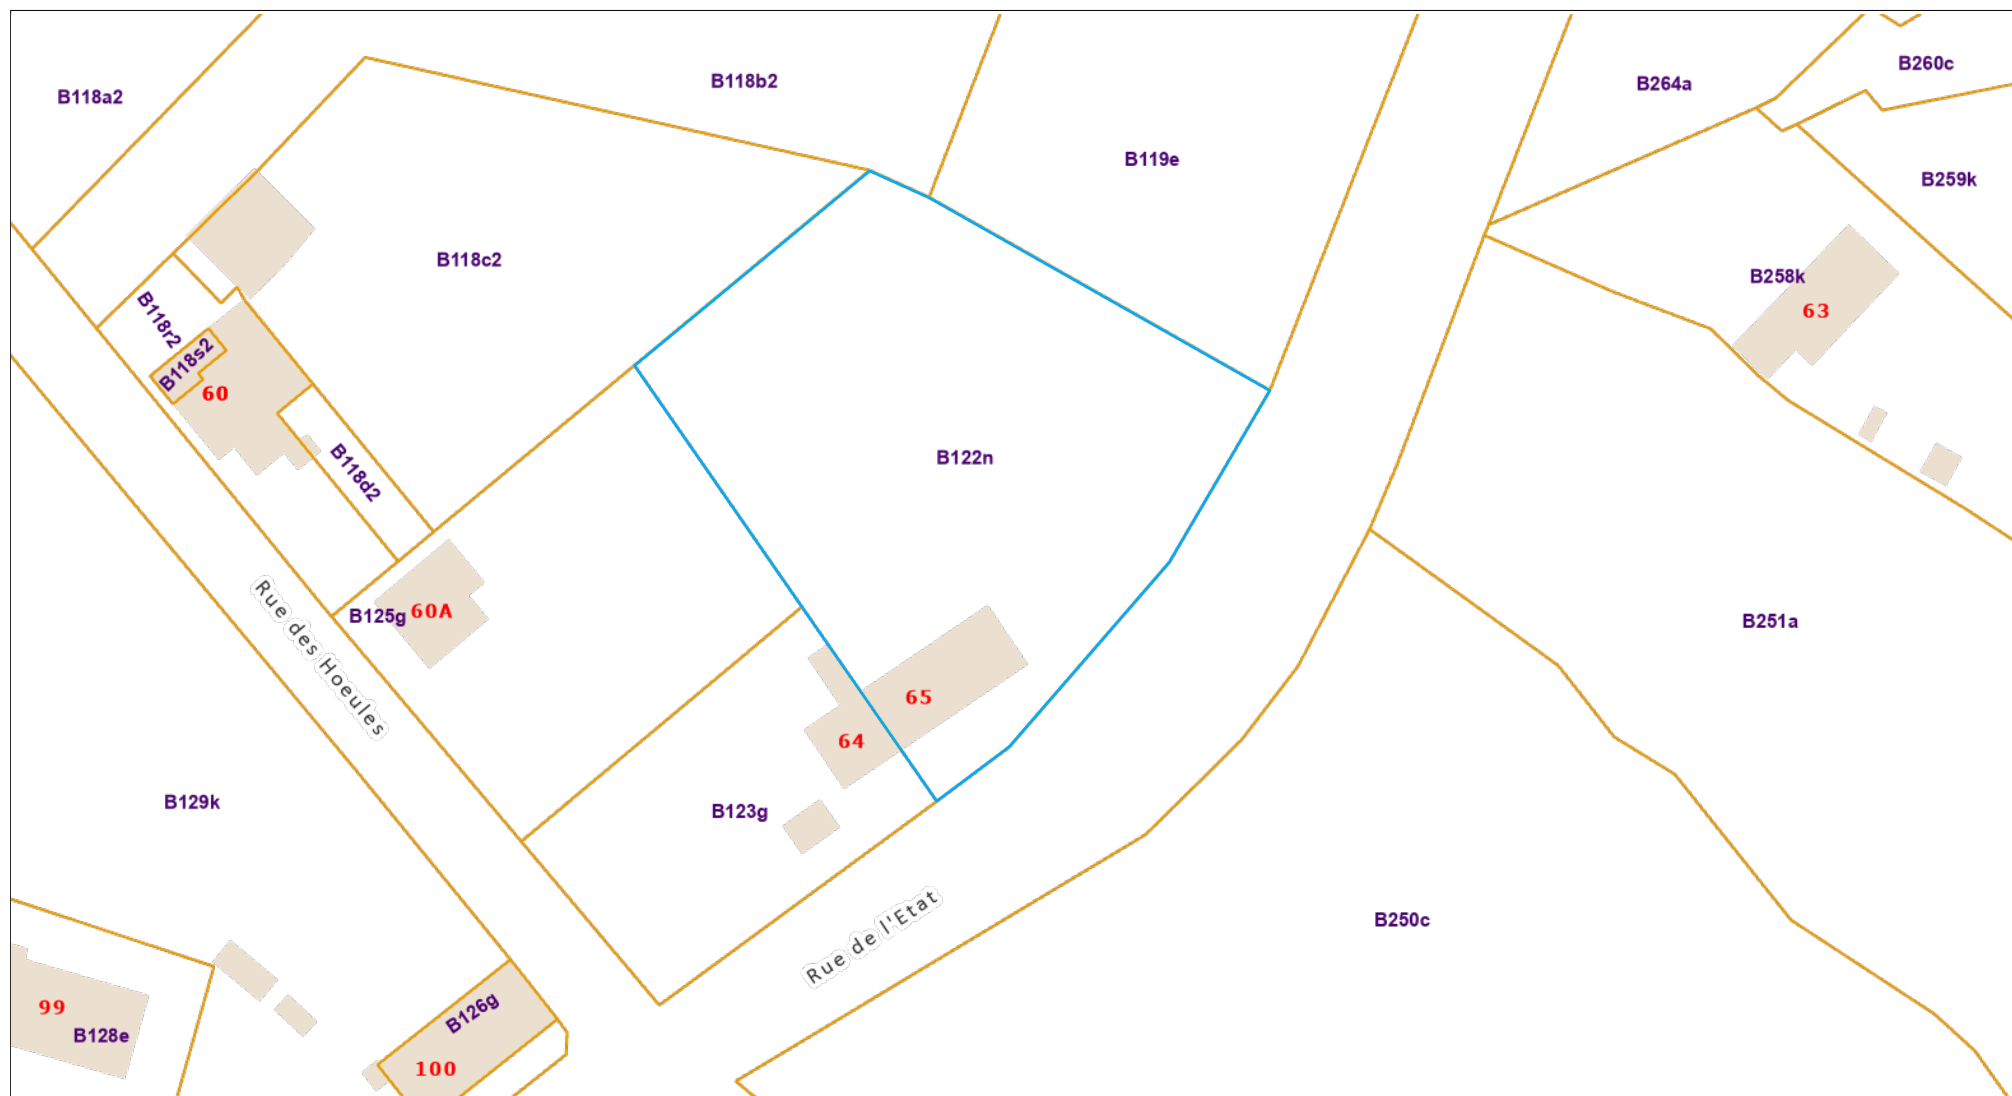 B118a2
B118b2
B264a
B260c
B119e
B259k
B118c2
B258k
63
B118r2
B118s2
60
B118d2
B122n
B125g
60A
B251a
Rue des Hoeules
65
64
B129k
B123g
Rue de l'Etat
B250c
99
B128e
B126g
100